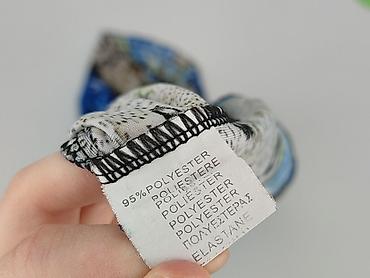 95% POLYESTER
POLIESTERE
POLIESTER
POLYESTER
POLYESTER
ΠΟΛΥΕΣΤΕΡΑΣ
ELASTANE